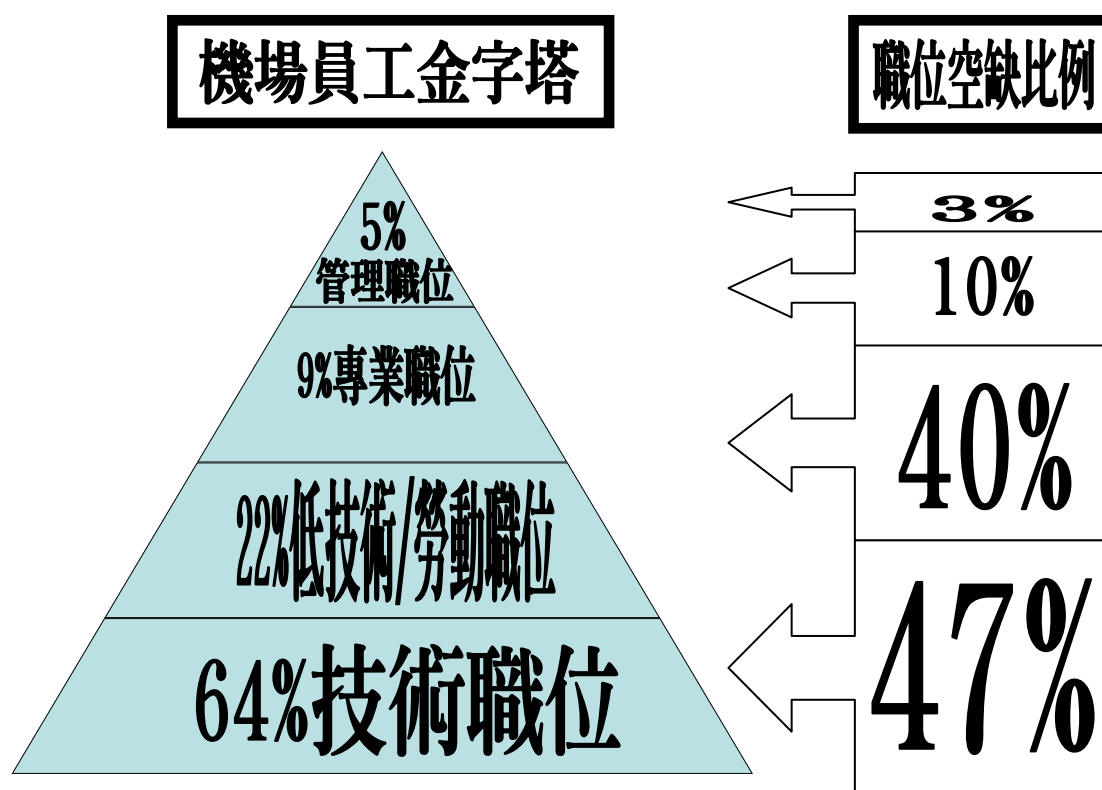 機場員工金字塔
職位空缺比例
5%
管理職位
9%專業職位
22%低技術/勞動職位
64%技術職位
3%
10%
40%
47%